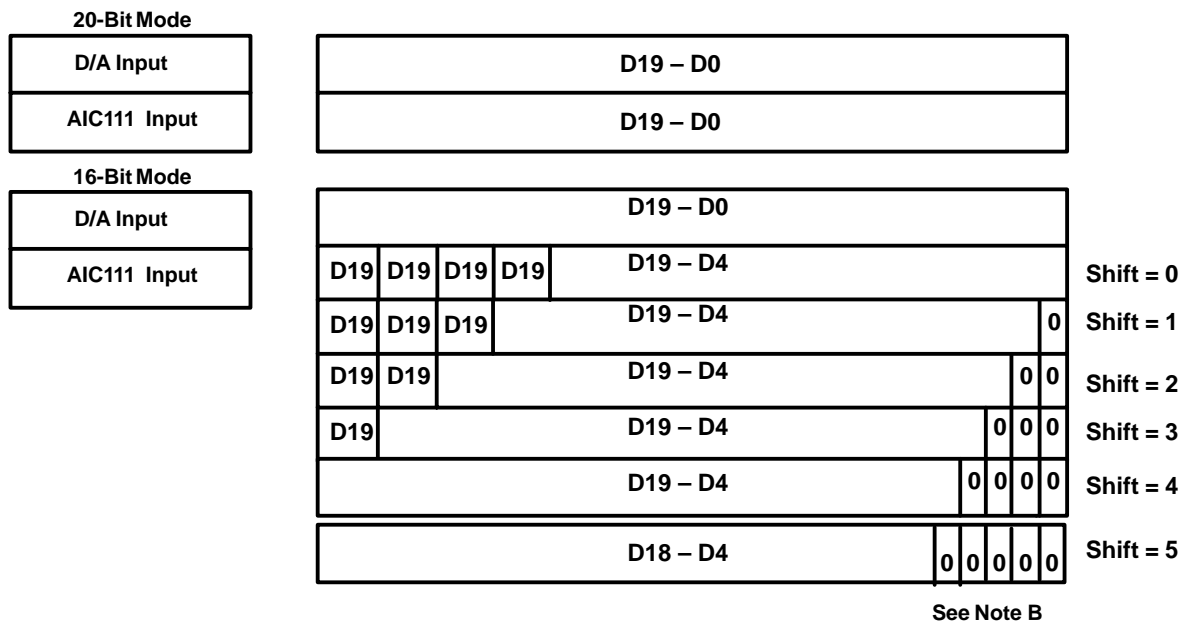 20-Bit Mode
D/A Input
D19 – D0
AIC111 Input
D19 – D0
16-Bit Mode
D/A Input
D19 – D0
AIC111 Input
D19 D19 D19 D19 D19 – D4 Shift = 0
D19 D19 D19 D19 – D4 0 Shift = 1
D19 D19 D19 – D4 0 0 Shift = 2
D19 D19 – D4 0 0 0 Shift = 3
D19 – D4 0 0 0 0 Shift = 4
D18 – D4 0 0 0 0 0 Shift = 5
See Note B